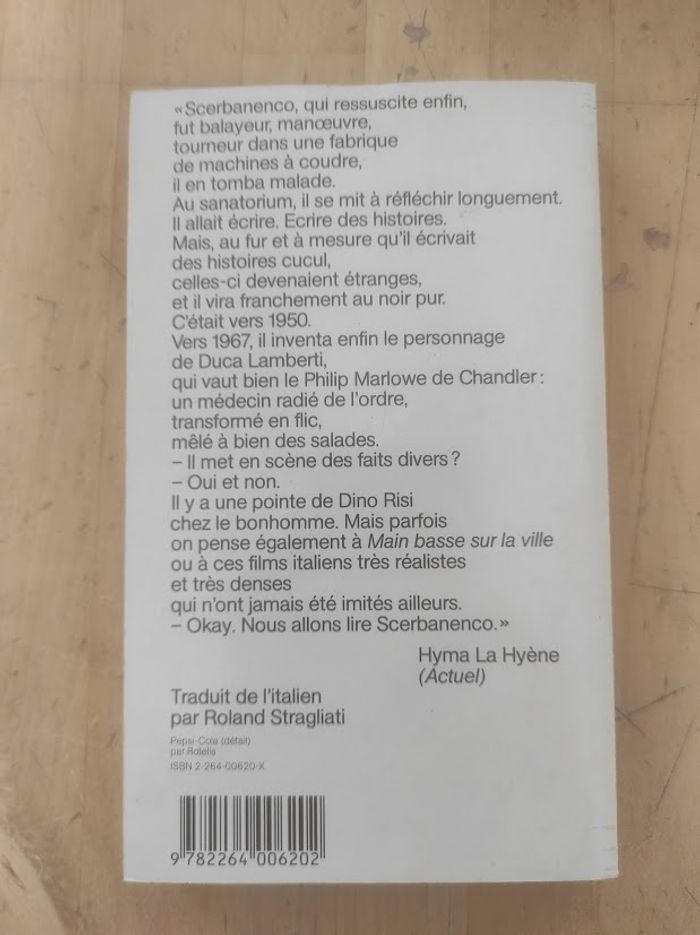 «Scerbanenco, qui ressuscite enfin,
fut balayeur, manœuvre,
tourneur dans une fabrique
de machines à coudre,
il en tomba malade.
Au sanatorium, il se mit à réfléchir longuement.
Il allait écrire. Ecrire des histoires.
Mais, au fur et à mesure qu'il écrivait
des histoires cucul,
celles-ci devenaient étranges,
et il vira franchement au noir pur.
C'était vers 1950.
Vers 1967, il inventa enfin le personnage
de Duca Lamberti,
qui vaut bien le Philip Marlowe de Chandler :
un médecin radié de l'ordre,
transformé en flic,
mêlé à bien des salades.
– Il met en scène des faits divers ?
– Oui et non.
Il y a une pointe de Dino Risi
chez le bonhomme. Mais parfois
on pense également à Main basse sur la ville
ou à ces films italiens très réalistes
et très denses
qui n'ont jamais été imités ailleurs.
– Okay. Nous allons lire Scerbanenco.»
Hyma La Hyène
(Actuel)
Traduit de l'italien
par Roland Stragliati
Pepsi-Cola (détail)
par Rotella
ISBN 2-264-00620-X
9 782264 006202